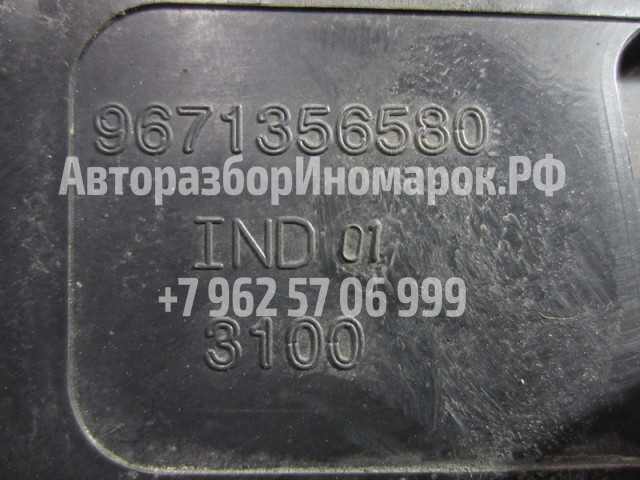 9671356580
АвторазборИномарок.РФ
IND 01
+7 962 57 06 999
3100